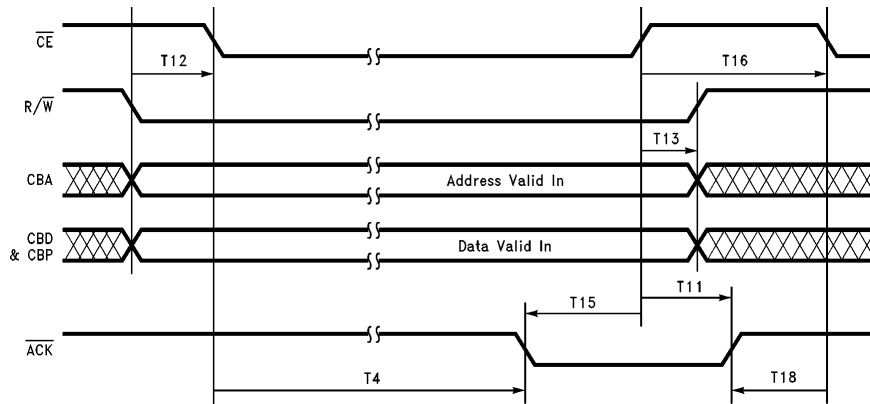 CE
T12
T16
R/W
T13
CBA
Address Valid In
CBD
& CBP
Data Valid In
T11
T15
ACK
T4
T18